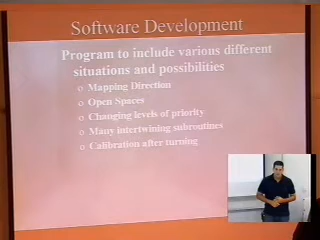 Software Development
Program to include various different
situations and possibilities
o Mapping Direction
o Open Spaces
o Changing levels of priority
o Many intertwining subroutines
o Calibration after turning